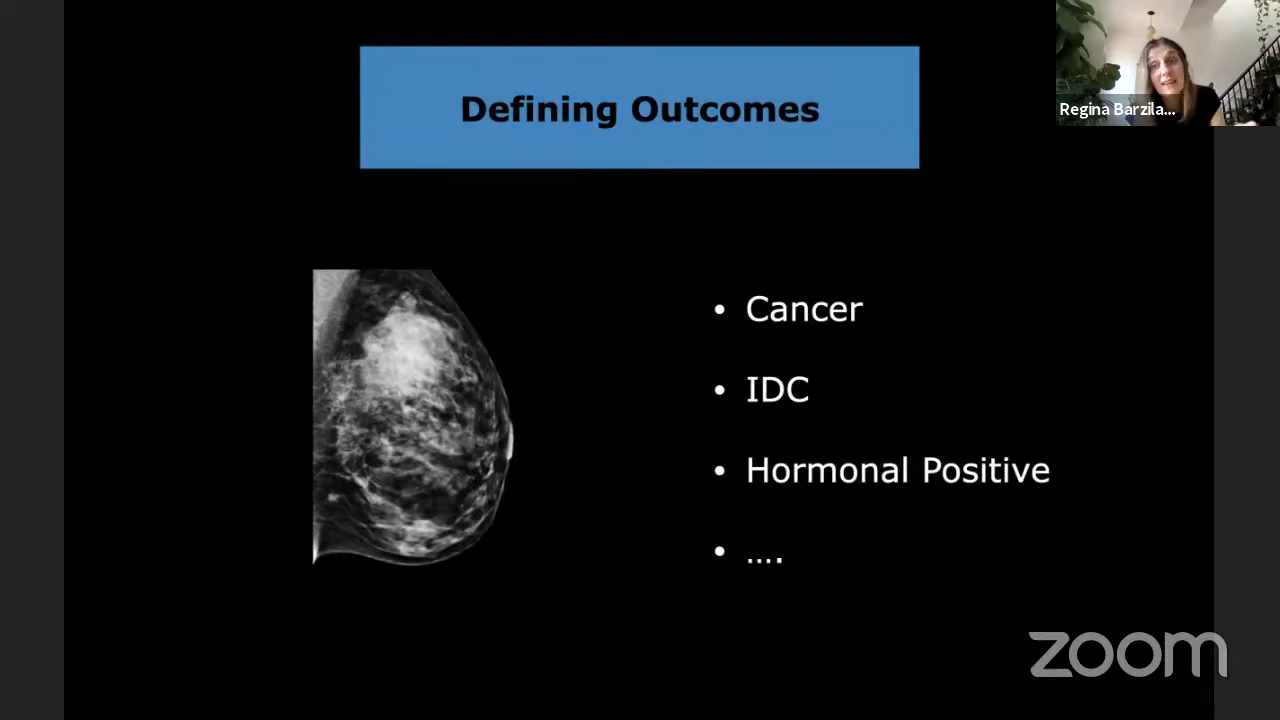 Defining Outcomes
Regina Barzila...
• Cancer
• IDC
• Hormonal Positive
• ....
zoom